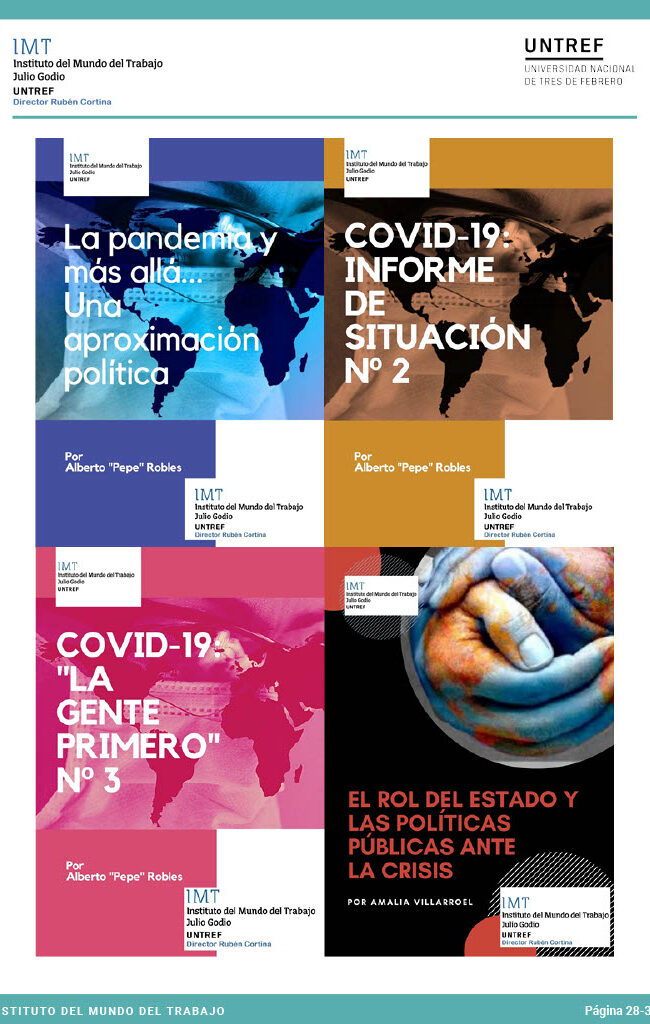 IMT
Instituto del Mundo del Trabajo
Julio Godio
UNTREF
Director Rubén Cortina
UNTREF
UNIVERSIDAD NACIONAL
DE TRES DE FEBRERO
IMT
Instituto del Mundo del Trabajo
Julio Godio
UNTREF
La pandemia y
más allá...
Una
aproximación
política
Por
Alberto "Pepe" Robles
IMT
Instituto del Mundo del Trabajo
Julio Godio
UNTREF
Director Rubén Cortina
IMT
Instituto del Mundo del Trabajo
Julio Godio
UNTREF
COVID-19:
INFORME
DE
SITUACIÓN
Nº 2
Por
Alberto "Pepe" Robles
IMT
Instituto del Mundo del Trabajo
Julio Godio
UNTREF
Director Rubén Cortina
IMT
Instituto del Mundo del Trabajo
Julio Godio
UNTREF
COVID-19:
"LA
GENTE
PRIMERO"
Nº 3
Por
Alberto "Pepe" Robles
IMT
Instituto del Mundo del Trabajo
Julio Godio
UNTREF
Director Rubén Cortina
IMT
Instituto del Mundo del Trabajo
Julio Godio
UNTREF
EL ROL DEL ESTADO Y
LAS POLÍTICAS
PÚBLICAS ANTE
LA CRISIS
POR AMALIA VILLARROEL
IMT
Instituto del Mundo del Trabajo
Julio Godio
UNTREF
Director Rubén Cortina
STITUTO DEL MUNDO DEL TRABAJO
Página 28-3